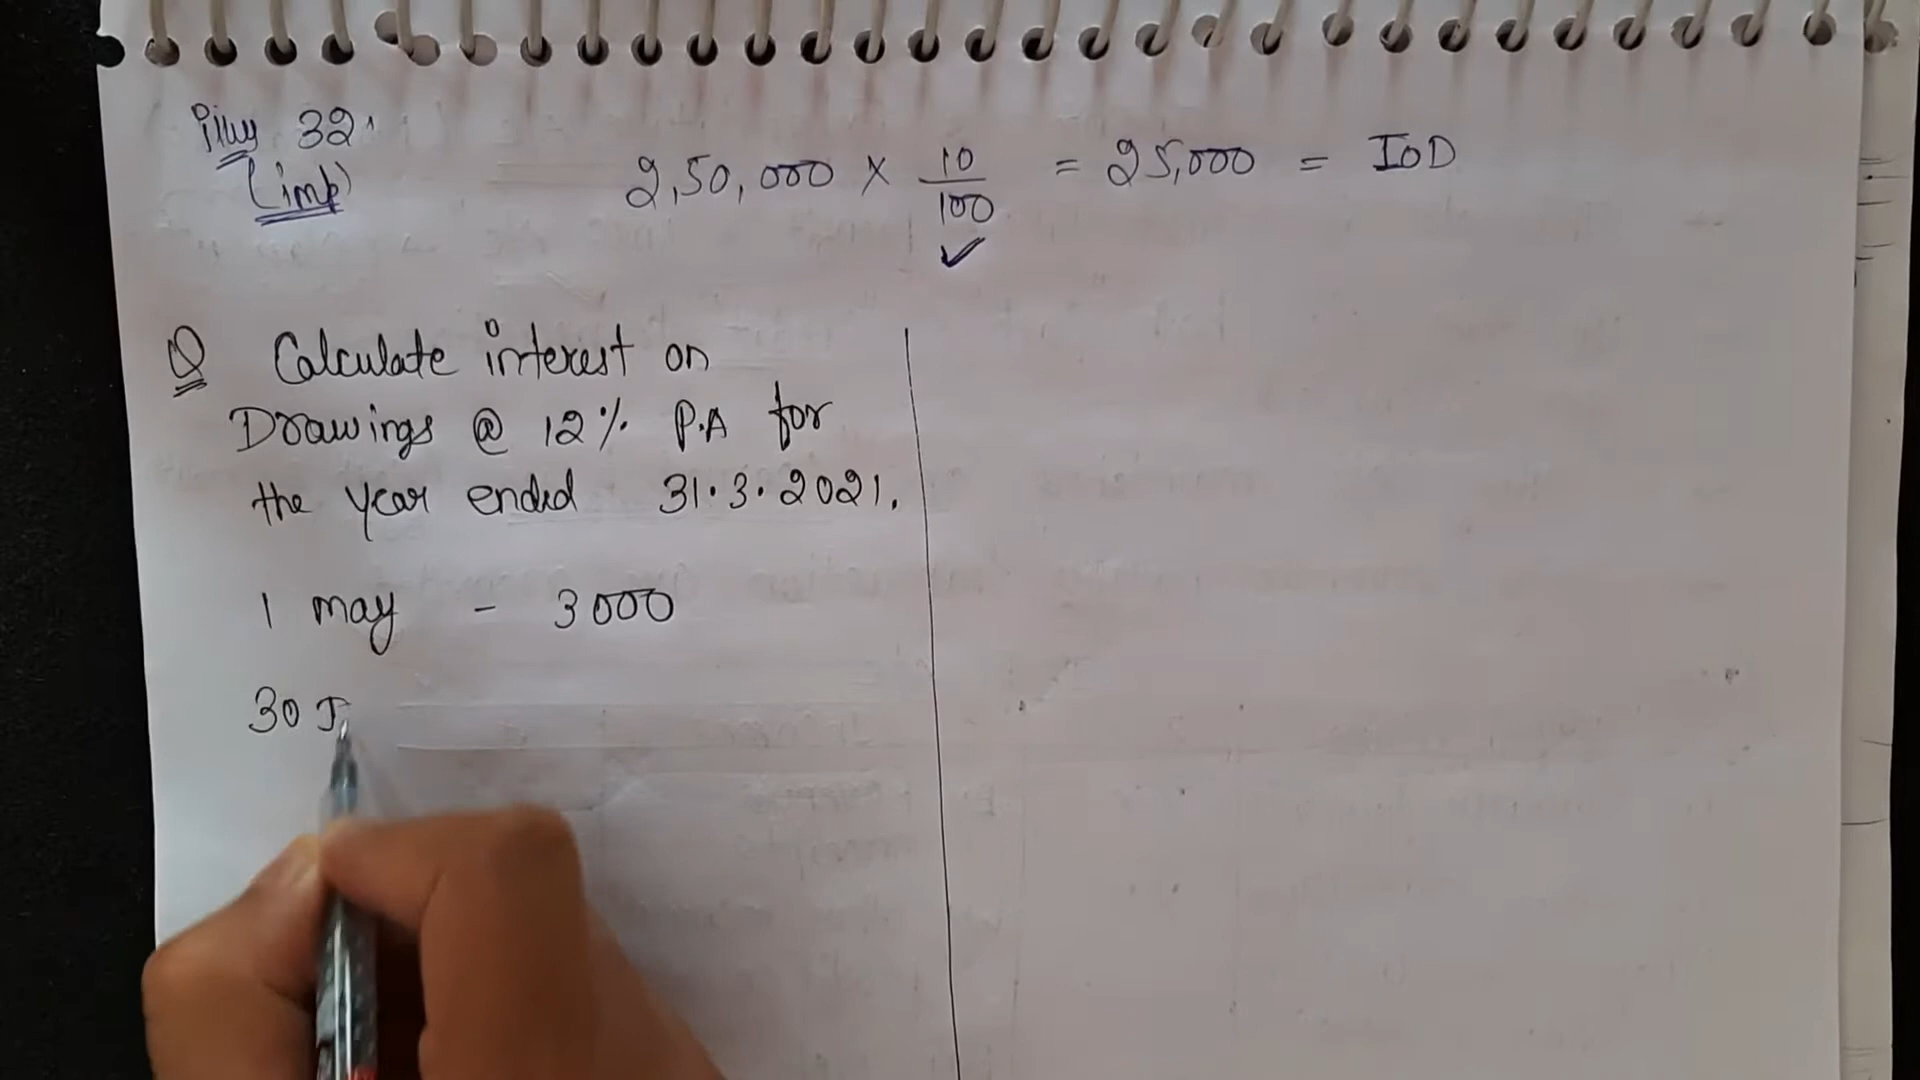 illus 32.
(imp)
2,50,000 × 10/100 = 25,000 = IOD
Q Calculate interest on
Drawings @ 12% P.A for
the year ended 31.3.2021.
1 may - 3000
30 J